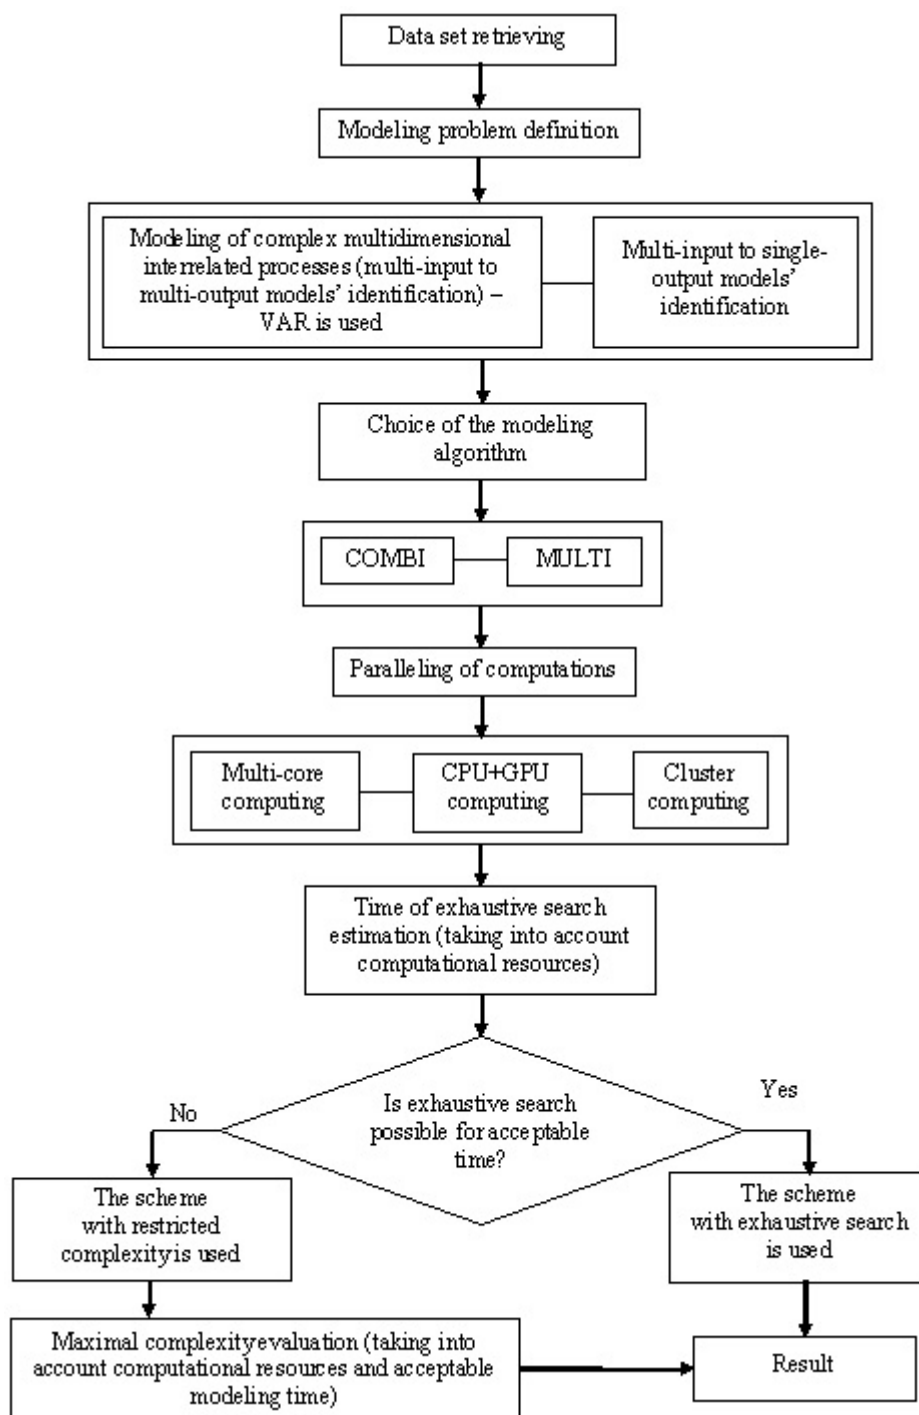 Data set retrieving
Modeling problem definition
Modeling of complex multidimensional
interrelated processes (multi-input to
multi-output models' identification) –
VAR is used
Multi-input to single-
output models'
identification
Choice of the modeling
algorithm
COMBI
MULTI
Paralleling of computations
Multi-core
computing
CPU+GPU
computing
Cluster
computing
Time of exhaustive search
estimation (taking into account
computational resources)
Is exhaustive search
possible for acceptable
time?
No
Yes
The scheme
with restricted
complexity is used
The scheme
with exhaustive search
is used
Maximal complexity evaluation (taking into
account computational resources and acceptable
modeling time)
Result